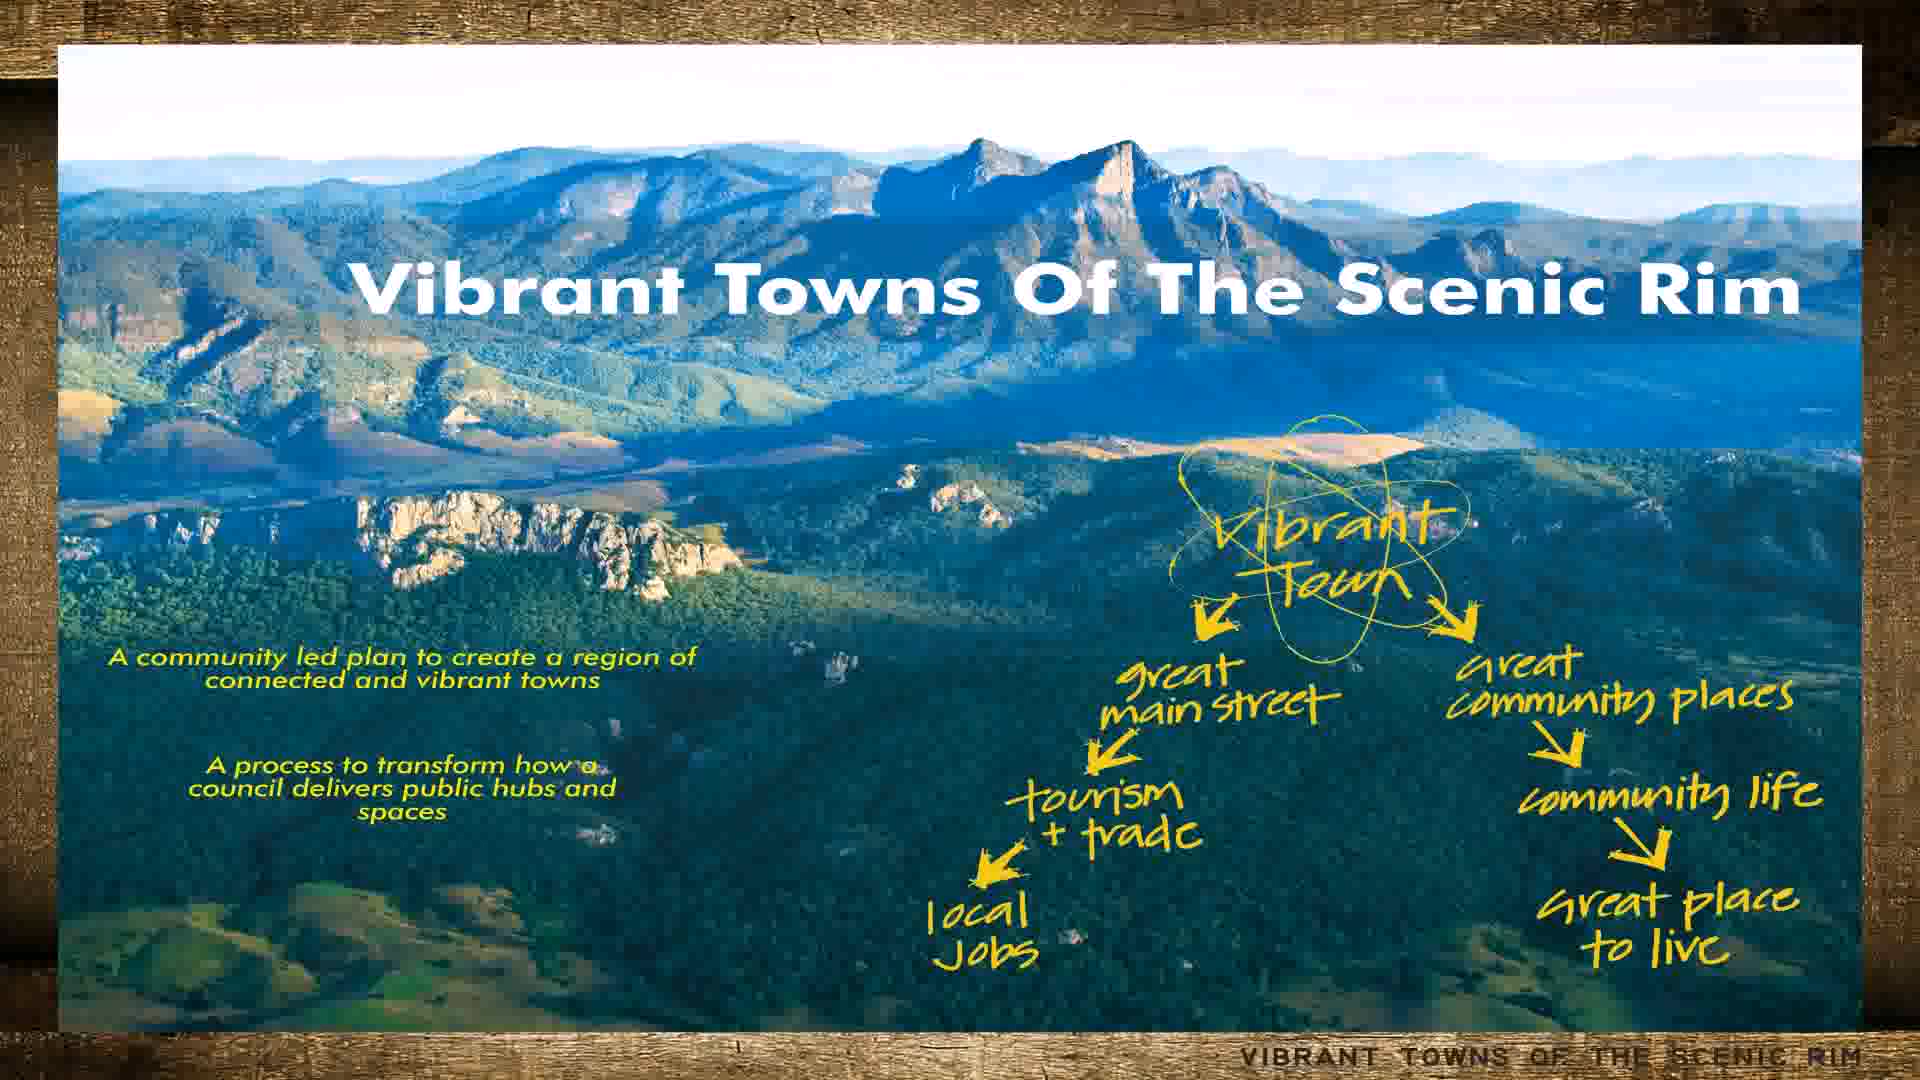 Vibrant Towns Of The Scenic Rim
A community led plan to create a region of
connected and vibrant towns
A process to transform how a
council delivers public hubs and
spaces
Vibrant
Town
great
main street
tourism
+ trade
local
Jobs
Great
community places
community life
Great place
to live
VIBRANT TOWNS OF THE SCENIC RIM